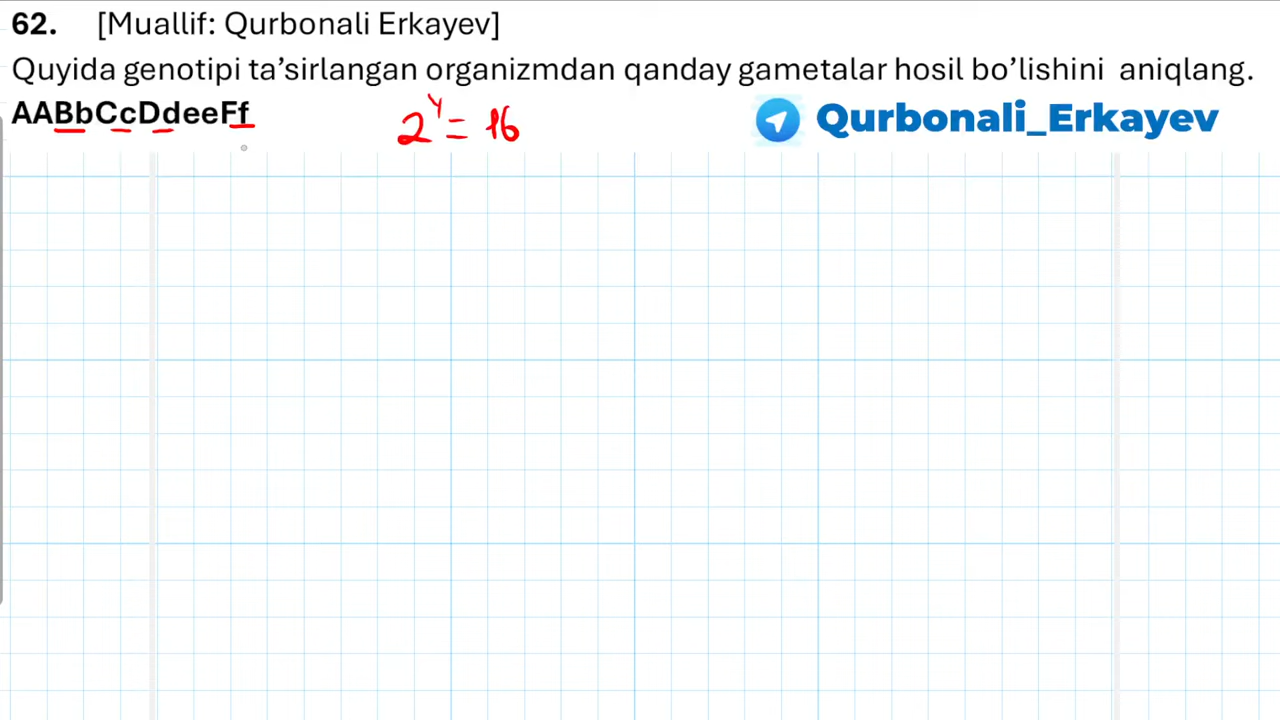 62. [Muallif: Qurbonali Erkayev]
Quyida genotipi ta’sirlangan organizmdan qanday gametalar hosil bo’lishini aniqlang.
AABbCcDdeeFf 2⁴ = 16 Qurbonali_Erkayev